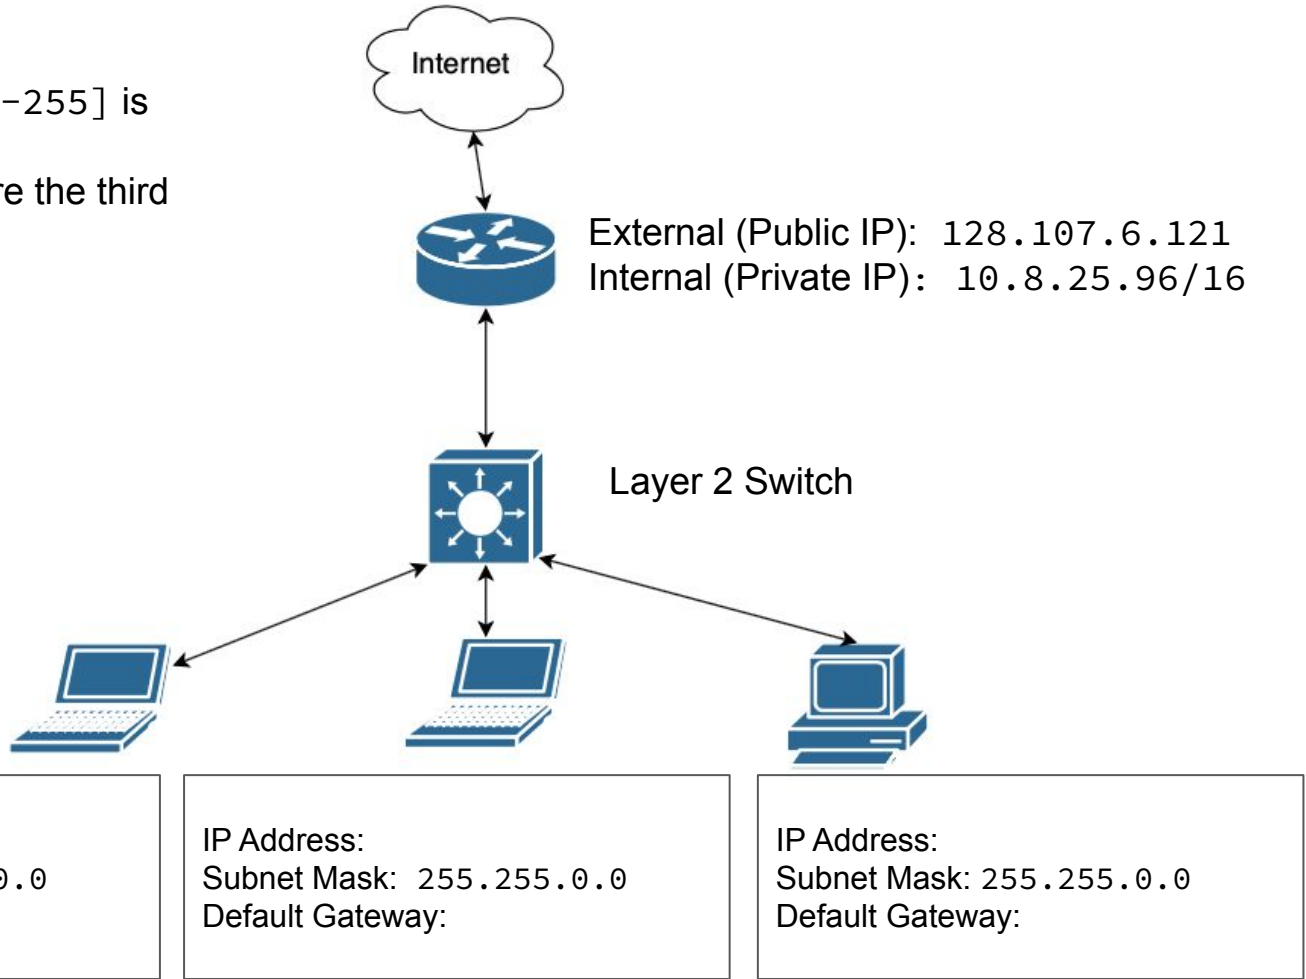 Internet
-255] is
re the third
External (Public IP): 128.107.6.121
Internal (Private IP): 10.8.25.96/16
Layer 2 Switch
.0
IP Address:
Subnet Mask: 255.255.0.0
Default Gateway:
IP Address:
Subnet Mask: 255.255.0.0
Default Gateway: